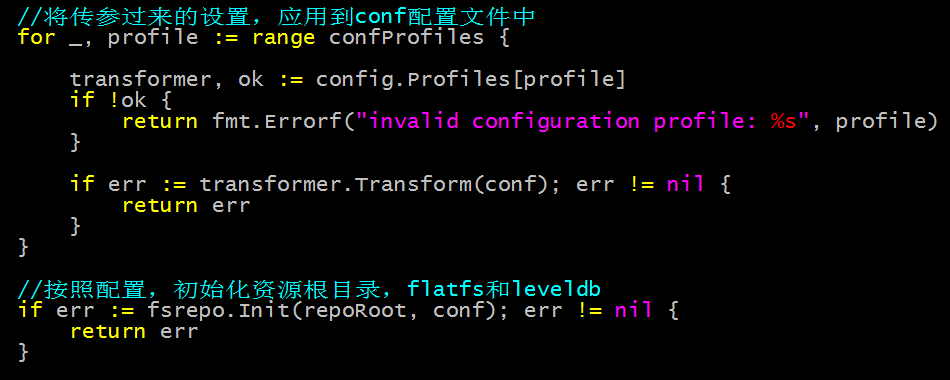 //将传参过来的设置，应用到conf配置文件中
for _, profile := range confProfiles {
    transformer, ok := config.Profiles[profile]
    if !ok {
        return fmt.Errorf("invalid configuration profile: %s", profile)
    }
    if err := transformer.Transform(conf); err != nil {
        return err
    }
}
//按照配置，初始化资源根目录，flatfs和leveldb
if err := fsrepo.Init(repoRoot, conf); err != nil {
    return err
}